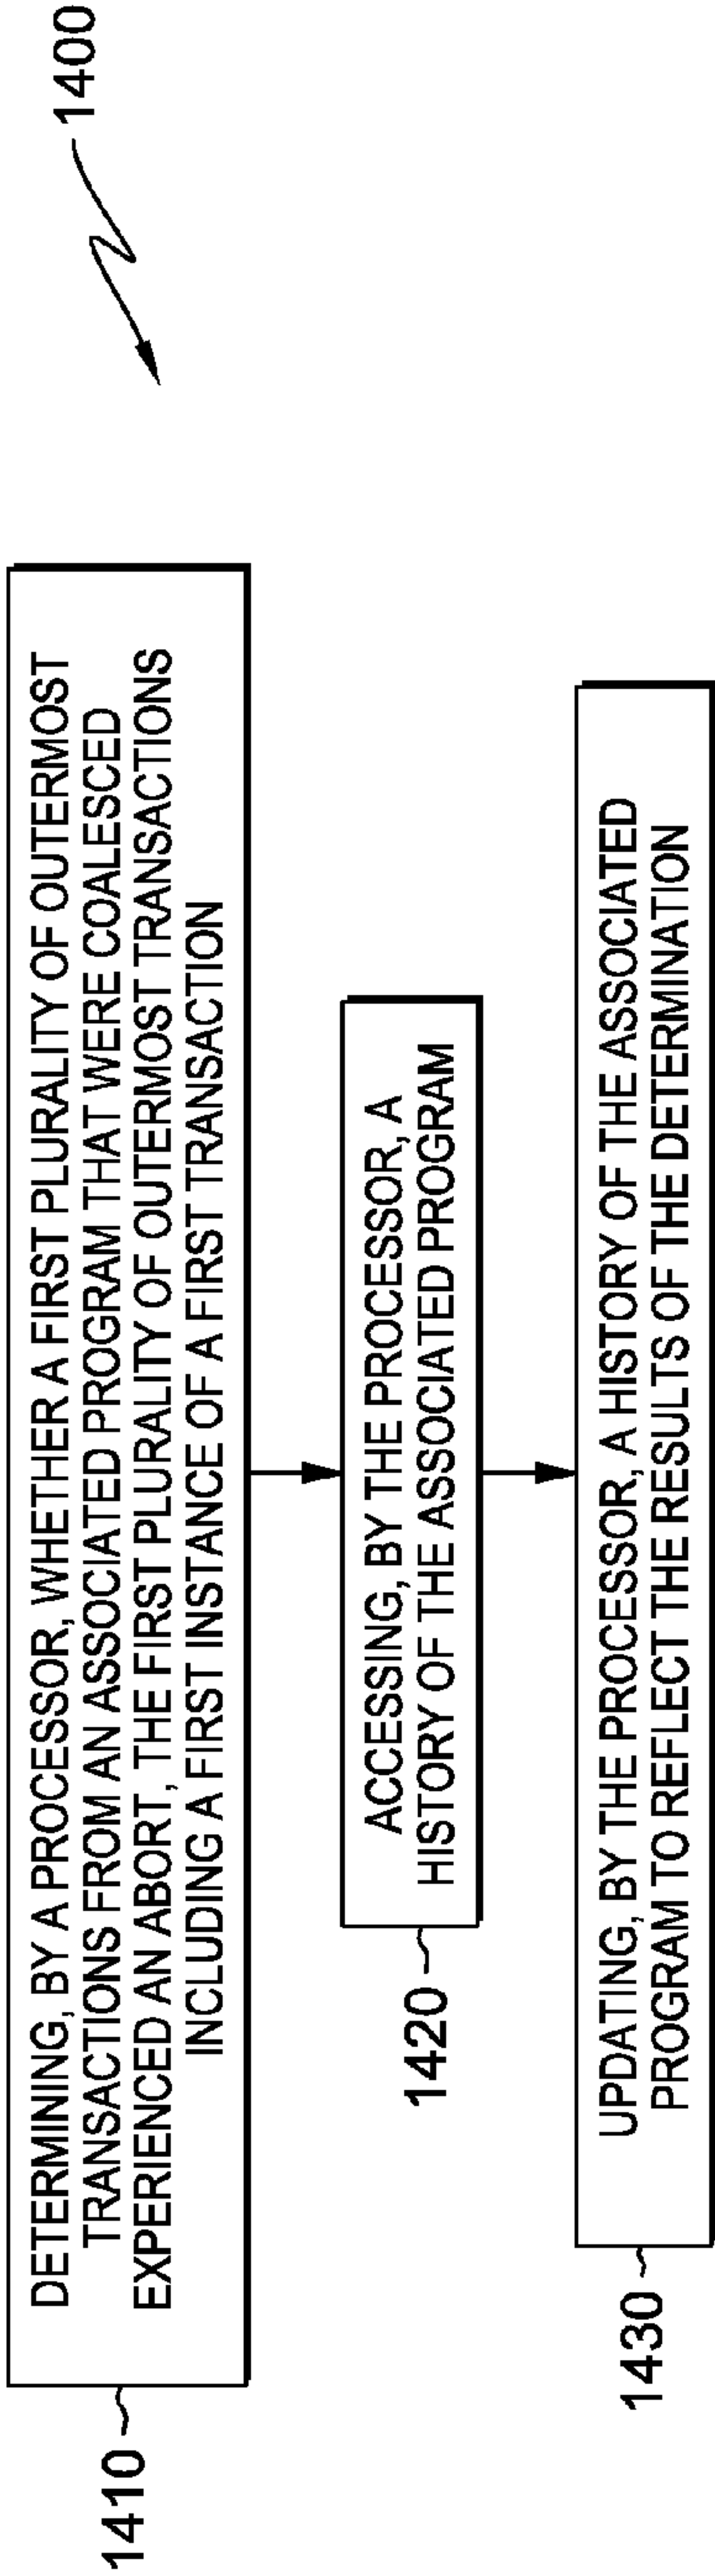 1400
1410
DETERMINING, BY A PROCESSOR, WHETHER A FIRST PLURALITY OF OUTERMOST
TRANSACTIONS FROM AN ASSOCIATED PROGRAM THAT WERE COALESCED
EXPERIENCED AN ABORT, THE FIRST PLURALITY OF OUTERMOST TRANSACTIONS
INCLUDING A FIRST INSTANCE OF A FIRST TRANSACTION
1420
ACCESSING, BY THE PROCESSOR, A
HISTORY OF THE ASSOCIATED PROGRAM
1430
UPDATING, BY THE PROCESSOR, A HISTORY OF THE ASSOCIATED
PROGRAM TO REFLECT THE RESULTS OF THE DETERMINATION